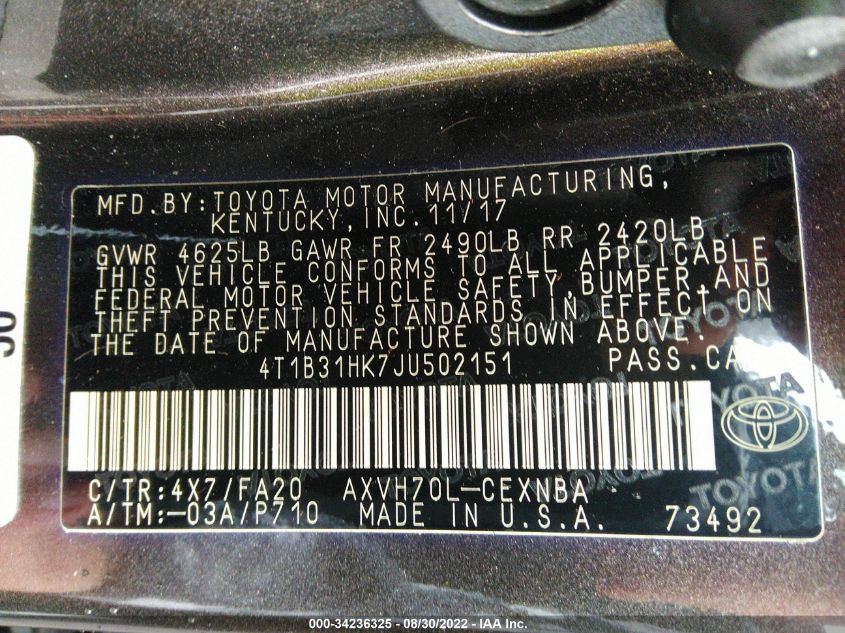 MFD.BY:TOYOTA MOTOR MANUFACTURING,
KENTUCKY,INC.11/17
GVWR 4625LB GAWR FR 2490LB RR 2420LB
THIS VEHICLE CONFORMS TO ALL APPLICABLE
FEDERAL MOTOR VEHICLE SAFETY,BUMPER,AND
THEFT PREVENTION STANDARDS IN EFFECT ON
THE DATE OF MANUFACTURE SHOWN ABOVE.
4T1B31HK7JU502151 PASS.CAR
TOYOTA
C/TR:4X7/FA20 AXVH70L-CEXNBA
A/TM:-03A/P710 MADE IN U.S.A. 73492
000-34236325 - 08/30/2022 - IAA Inc.